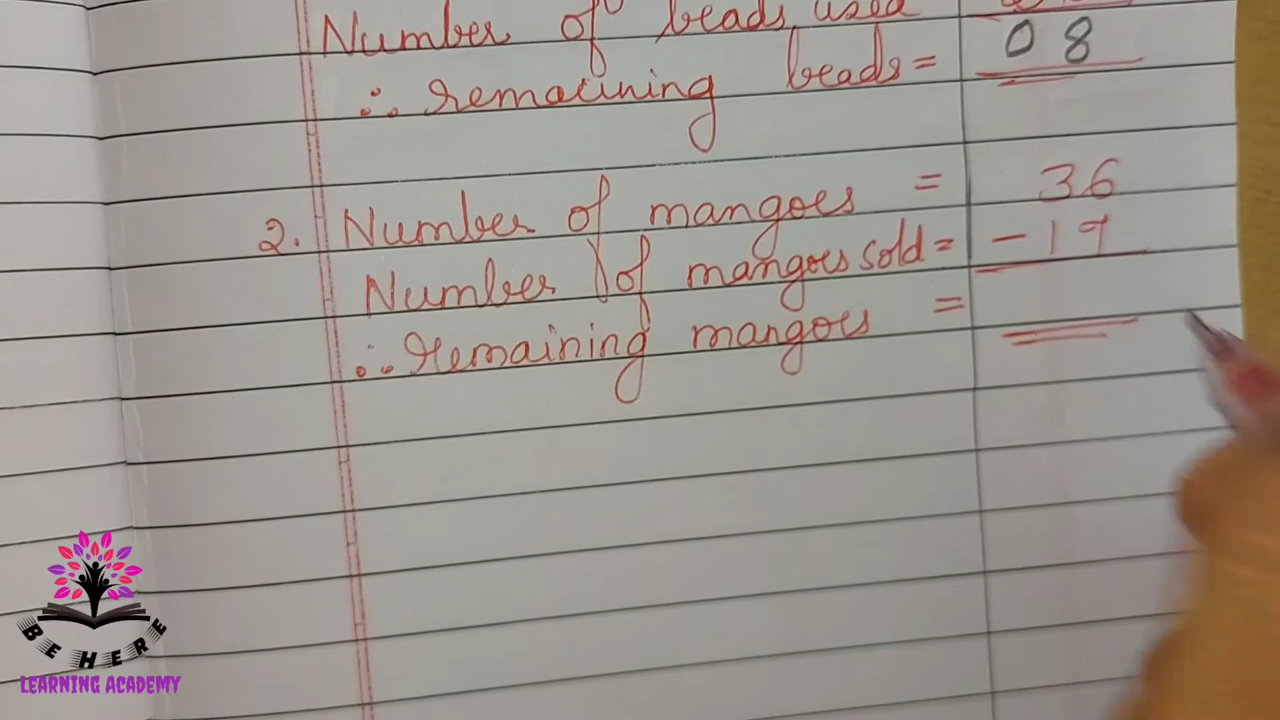 Number of beads used
∴ remaining beads = 08
2. Number of mangoes = 36
Number of mangoes sold = - 17
∴ Remaining mangoes =
BE HERE
LEARNING ACADEMY